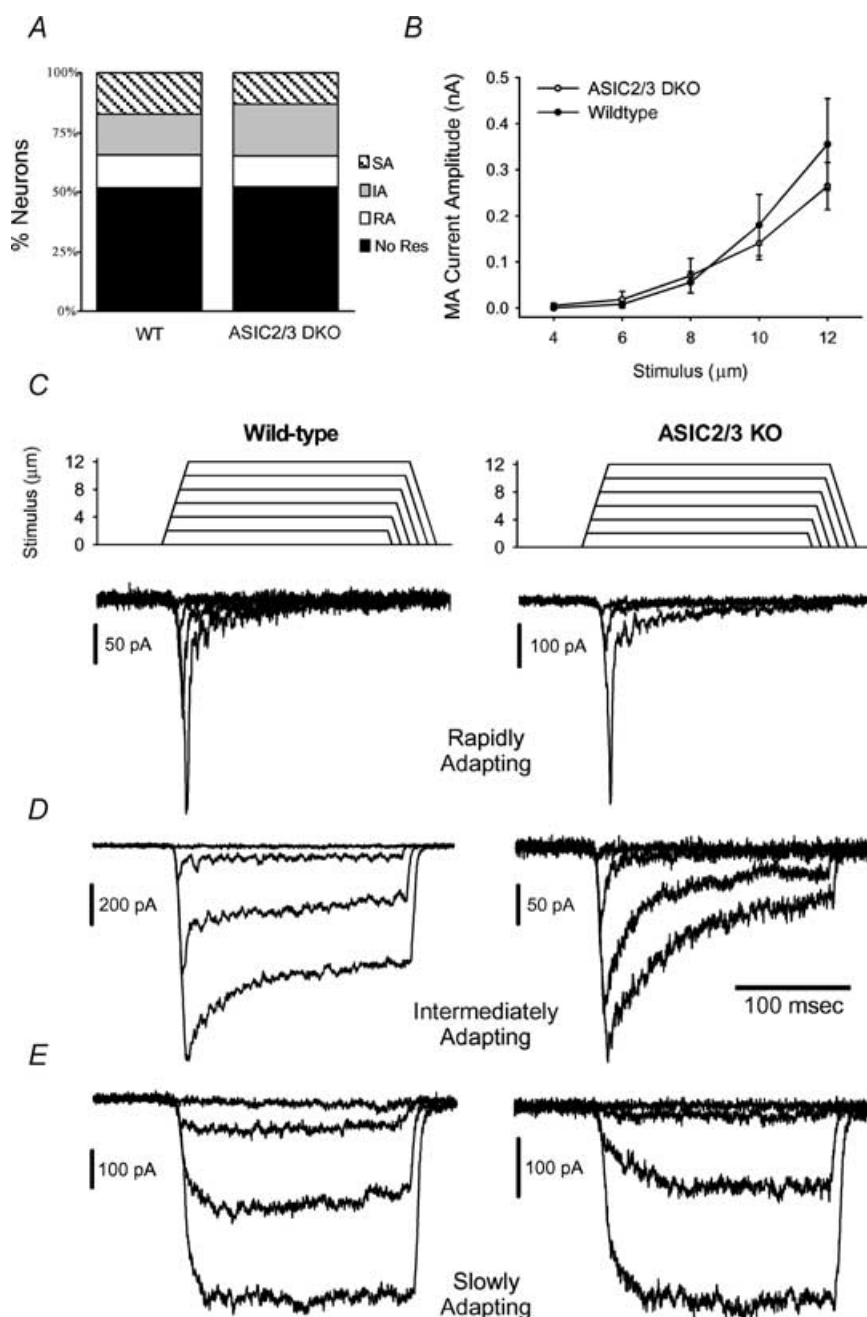 A
100%
75%
50%
25%
0%
% Neurons
WT
ASIC2/3 DKO
SA
IA
RA
No Res
B
ASIC2/3 DKO
Wildtype
0.5
0.4
0.3
0.2
0.1
0.0
MA Current Amplitude (nA)
4 6 8 10 12
Stimulus (μm)
C
Wild-type
ASIC2/3 KO
Stimulus (μm)
12
8
4
0
12
8
4
0
50 pA
100 pA
Rapidly
Adapting
D
200 pA
50 pA
100 msec
Intermediately
Adapting
E
100 pA
100 pA
Slowly
Adapting